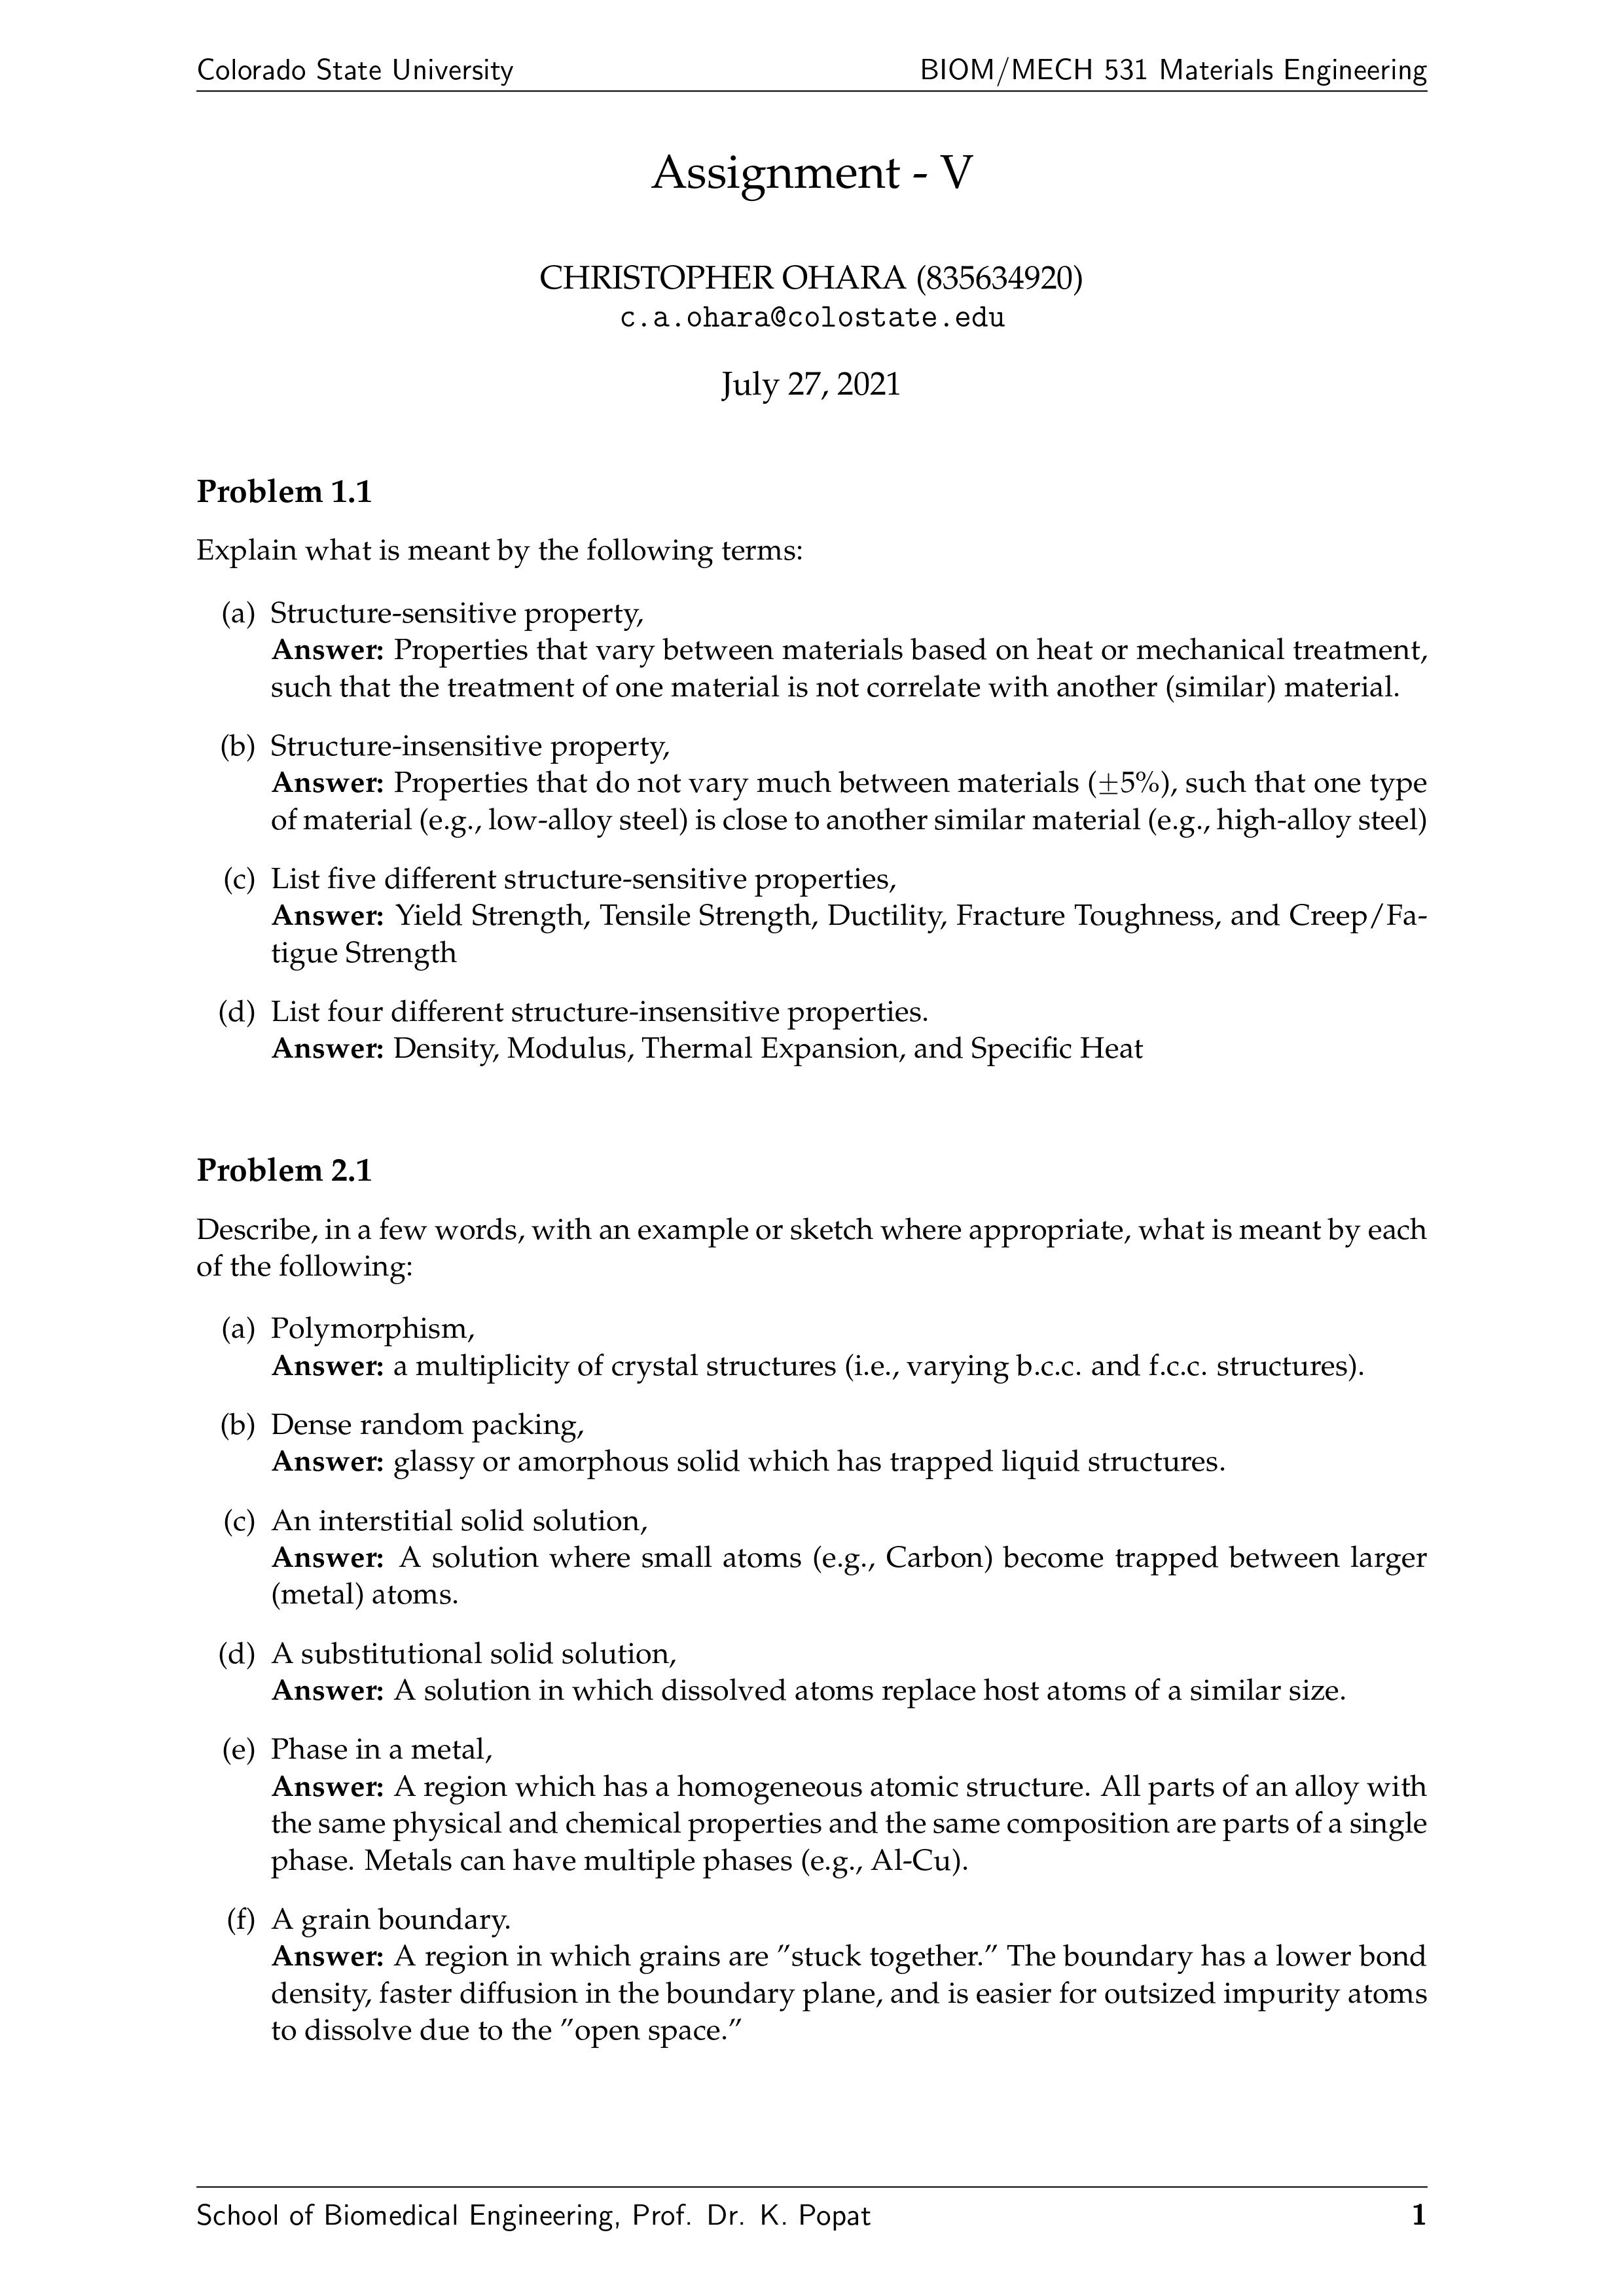 Colorado State University BIOM/MECH 531 Materials Engineering
Assignment - V
CHRISTOPHER OHARA (835634920)
c.a.ohara@colostate.edu
July 27, 2021
Problem 1.1
Explain what is meant by the following terms:
(a) Structure-sensitive property,
Answer: Properties that vary between materials based on heat or mechanical treatment,
such that the treatment of one material is not correlate with another (similar) material.
(b) Structure-insensitive property,
Answer: Properties that do not vary much between materials (±5%), such that one type
of material (e.g., low-alloy steel) is close to another similar material (e.g., high-alloy steel)
(c) List five different structure-sensitive properties,
Answer: Yield Strength, Tensile Strength, Ductility, Fracture Toughness, and Creep/Fa-
tigue Strength
(d) List four different structure-insensitive properties.
Answer: Density, Modulus, Thermal Expansion, and Specific Heat
Problem 2.1
Describe, in a few words, with an example or sketch where appropriate, what is meant by each
of the following:
(a) Polymorphism,
Answer: a multiplicity of crystal structures (i.e., varying b.c.c. and f.c.c. structures).
(b) Dense random packing,
Answer: glassy or amorphous solid which has trapped liquid structures.
(c) An interstitial solid solution,
Answer: A solution where small atoms (e.g., Carbon) become trapped between larger
(metal) atoms.
(d) A substitutional solid solution,
Answer: A solution in which dissolved atoms replace host atoms of a similar size.
(e) Phase in a metal,
Answer: A region which has a homogeneous atomic structure. All parts of an alloy with
the same physical and chemical properties and the same composition are parts of a single
phase. Metals can have multiple phases (e.g., Al-Cu).
(f) A grain boundary.
Answer: A region in which grains are ”stuck together.” The boundary has a lower bond
density, faster diffusion in the boundary plane, and is easier for outsized impurity atoms
to dissolve due to the ”open space.”
School of Biomedical Engineering, Prof. Dr. K. Popat 1